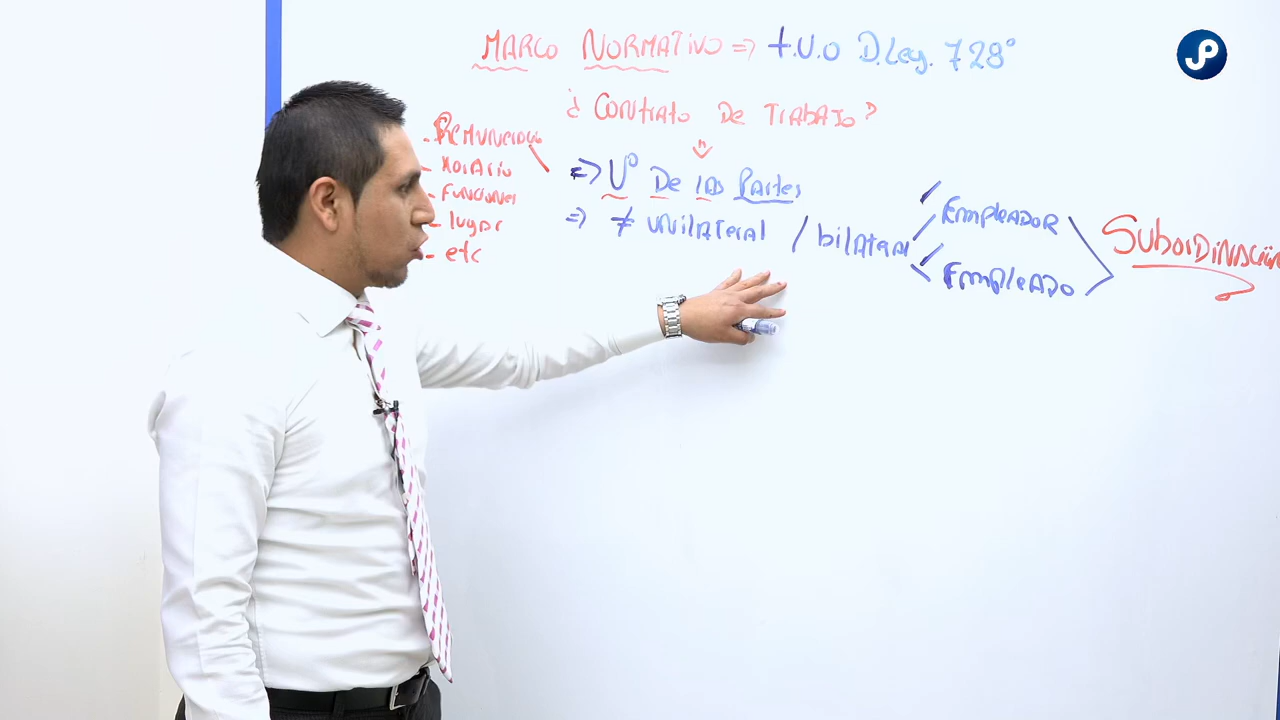 MARCO NORMATIVO => T.U.O D.Ley. 728°
¿ Contrato De TRABAJO?
- Remuneración
- Horario
- Funciones
- lugar
- etc
=> V° De las Partes
=> ≠ unilateral / bilateral
Empleador
Empleado
Subordinación
JP